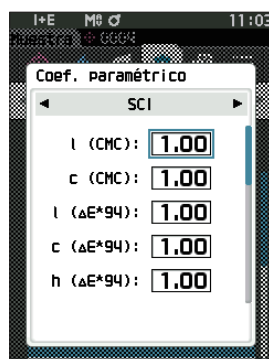 I+E M0 ♂ 11:03
Muestra 0004
Coef. paramétrico
◄ SCI ►
l (CMC): 1.00
c (CMC): 1.00
l (ΔE*94): 1.00
c (ΔE*94): 1.00
h (ΔE*94): 1.00